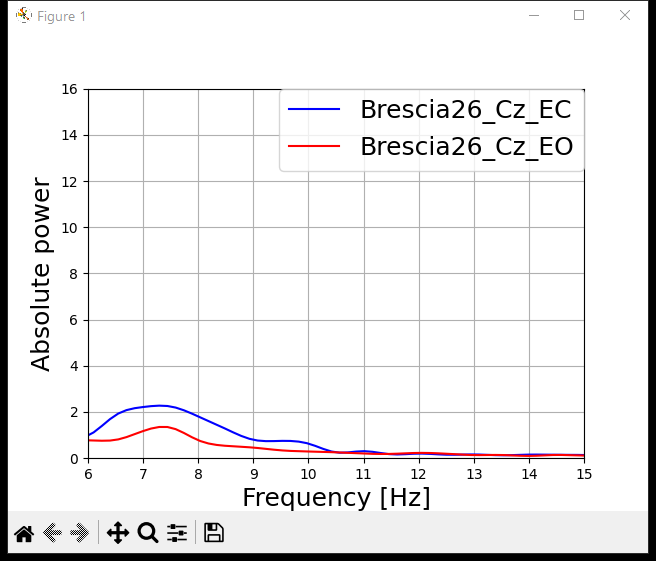 Figure 1
Brescia26_Cz_EC
Brescia26_Cz_EO
Absolute power
16
14
12
10
8
6
4
2
0
6 7 8 9 10 11 12 13 14 15
Frequency [Hz]